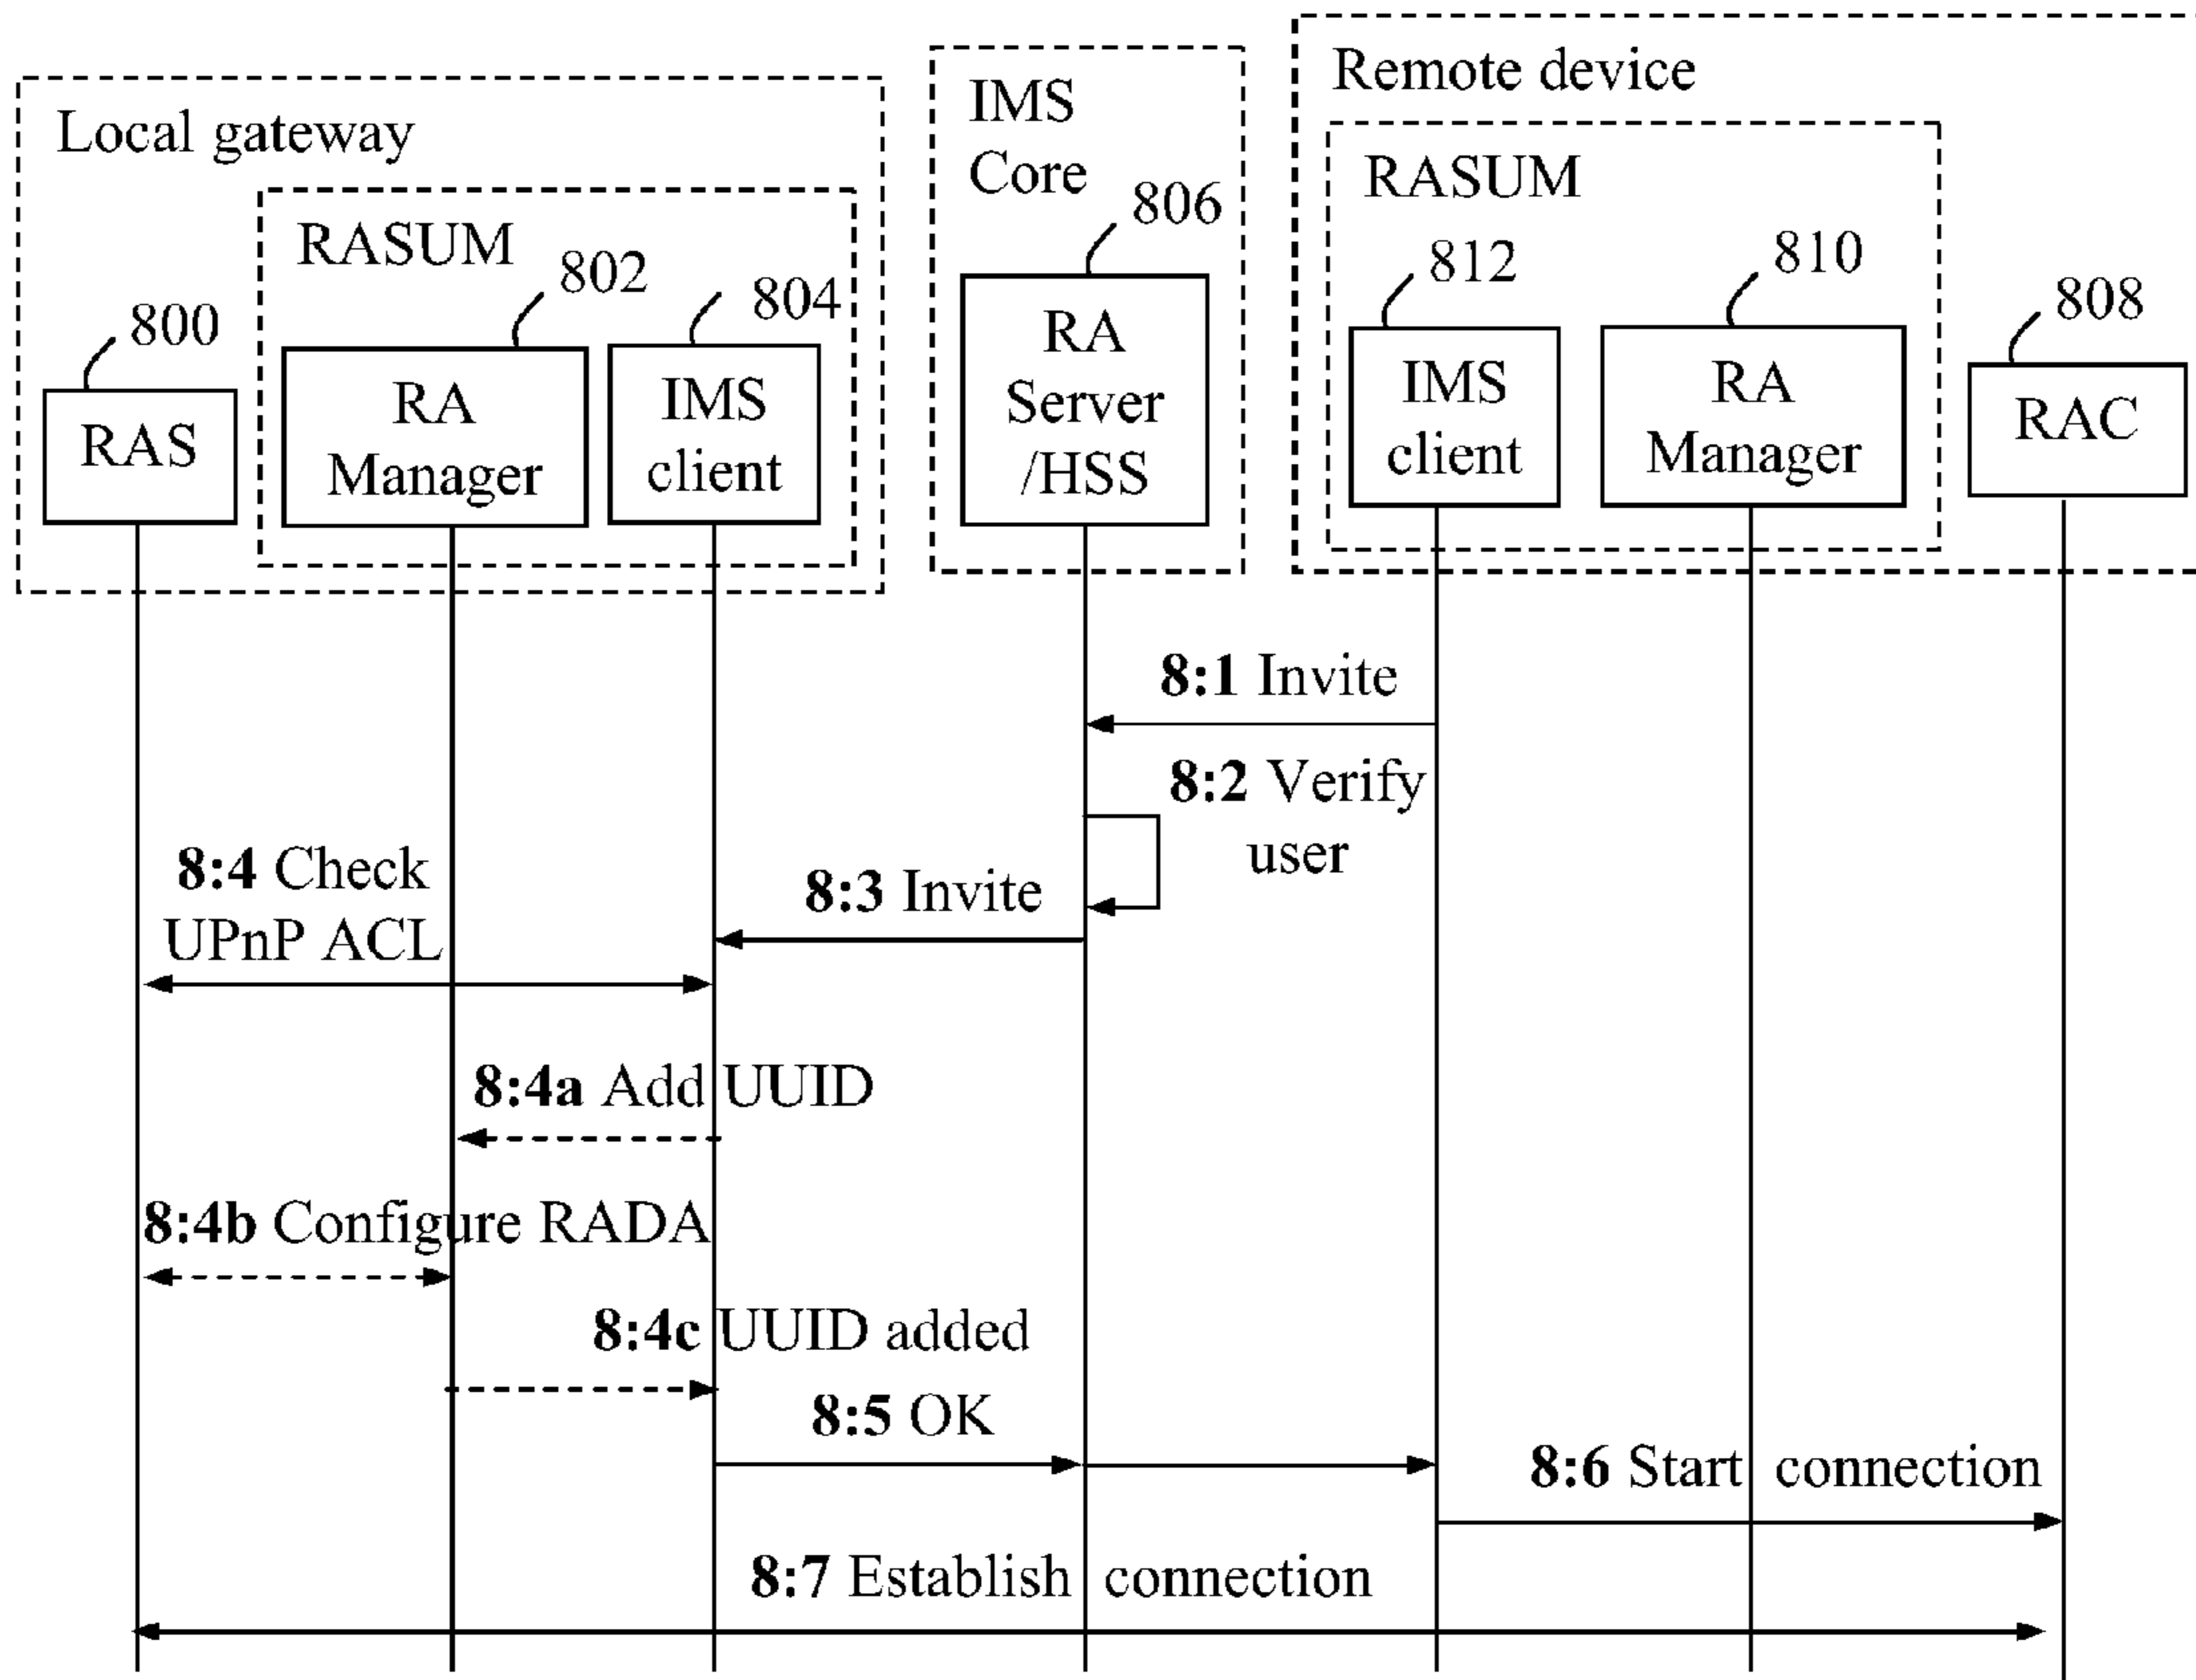 Local gateway
RASUM
800
802
804
RAS
RA
Manager
IMS
client
IMS
Core
806
RA
Server
/HSS
Remote device
RASUM
812
810
808
IMS
client
RA
Manager
RAC
8:1 Invite
8:2 Verify
user
8:3 Invite
8:4 Check
UPnP ACL
8:4a Add UUID
8:4b Configure RADA
8:4c UUID added
8:5 OK
8:6 Start connection
8:7 Establish connection